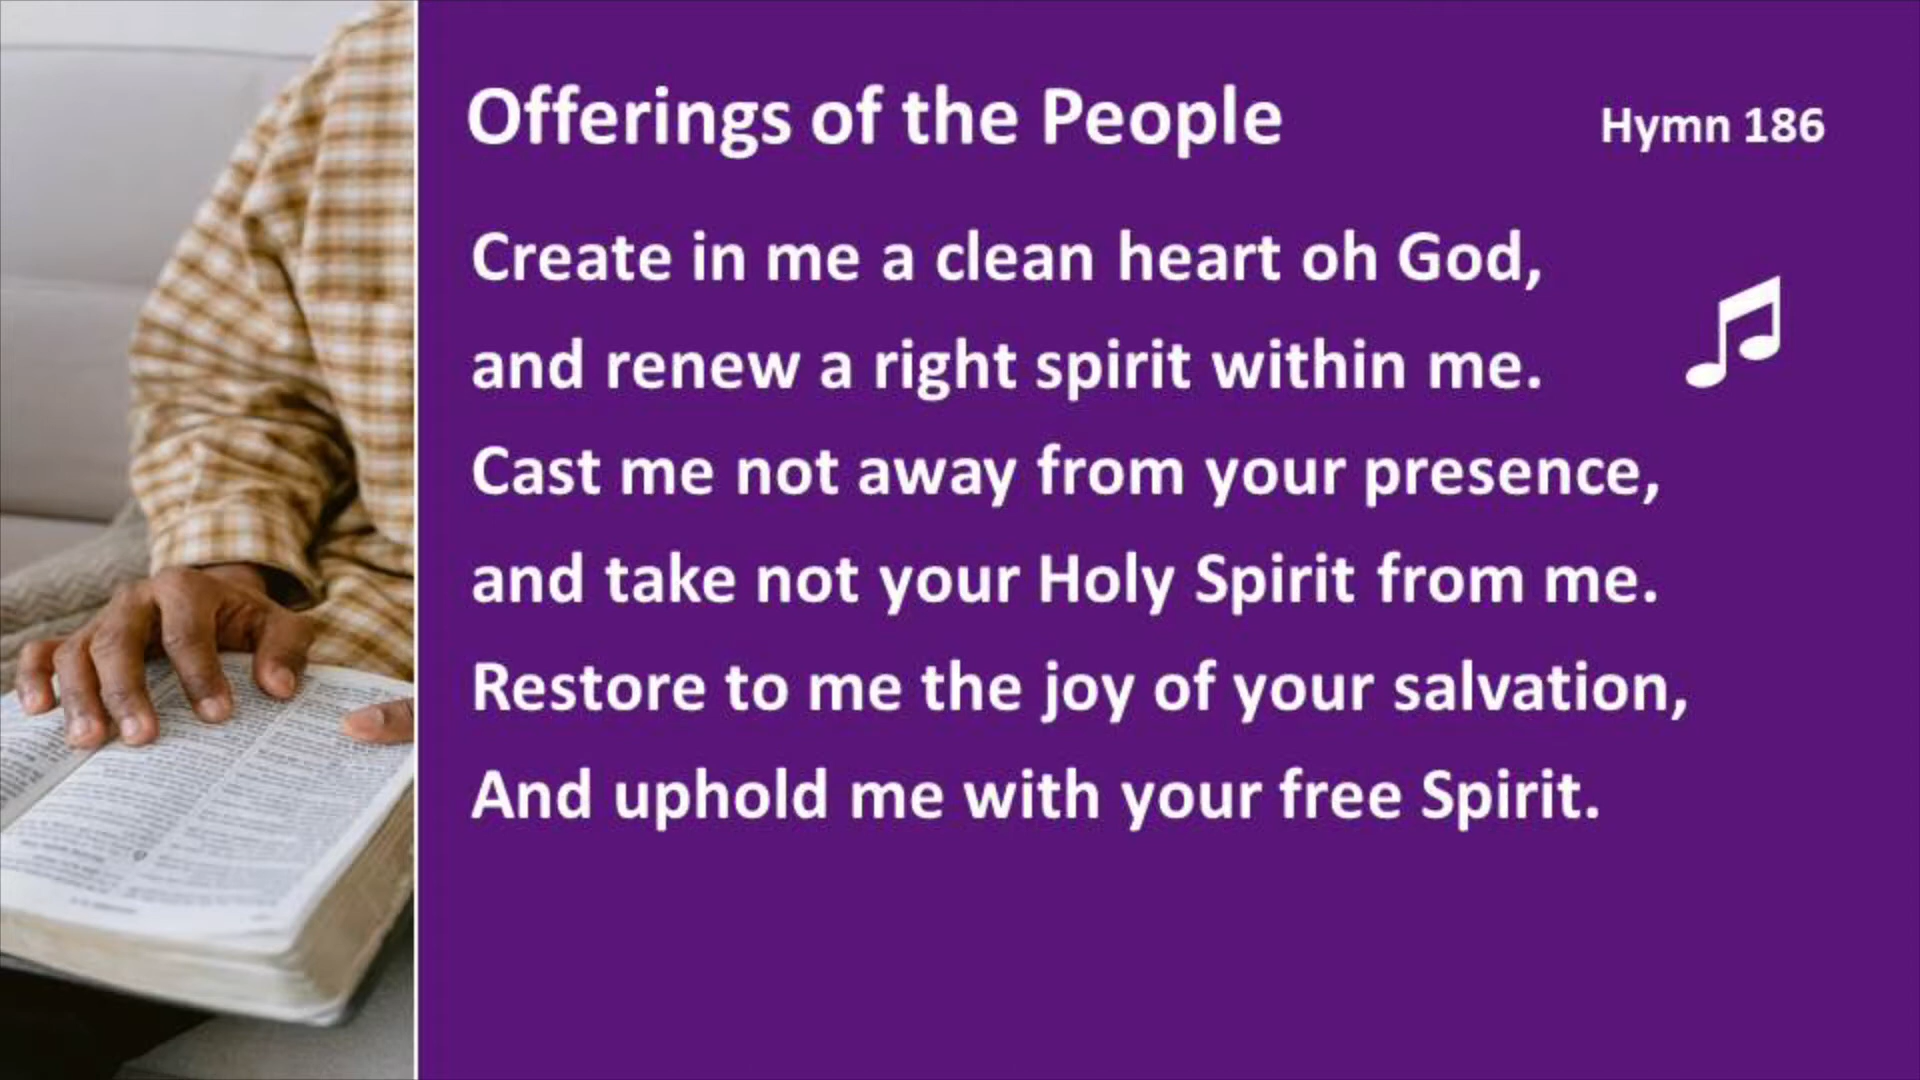 Offerings of the People
Hymn 186
Create in me a clean heart oh God,
and renew a right spirit within me.
Cast me not away from your presence,
and take not your Holy Spirit from me.
Restore to me the joy of your salvation,
And uphold me with your free Spirit.